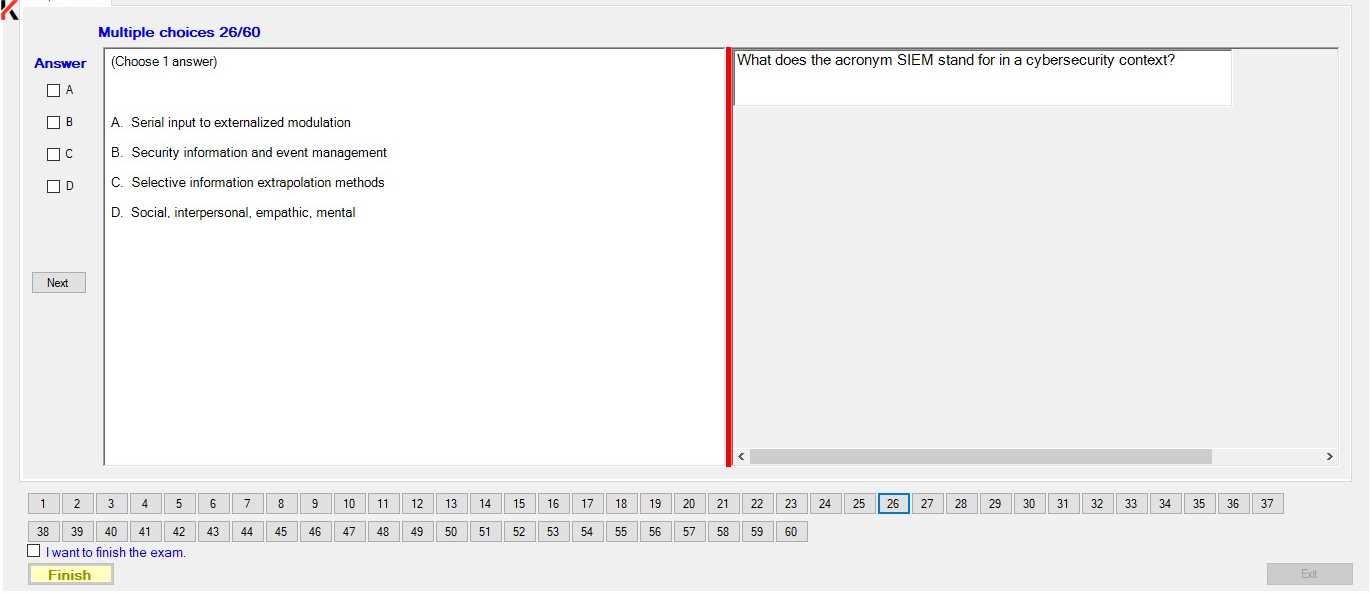 Multiple choices 26/60
Answer
A
B
C
D
Next
(Choose 1 answer)
A. Serial input to externalized modulation
B. Security information and event management
C. Selective information extrapolation methods
D. Social, interpersonal, empathic, mental
What does the acronym SIEM stand for in a cybersecurity context?
1 2 3 4 5 6 7 8 9 10 11 12 13 14 15 16 17 18 19 20 21 22 23 24 25 26 27 28 29 30 31 32 33 34 35 36 37
38 39 40 41 42 43 44 45 46 47 48 49 50 51 52 53 54 55 56 57 58 59 60
I want to finish the exam.
Finish
Exit